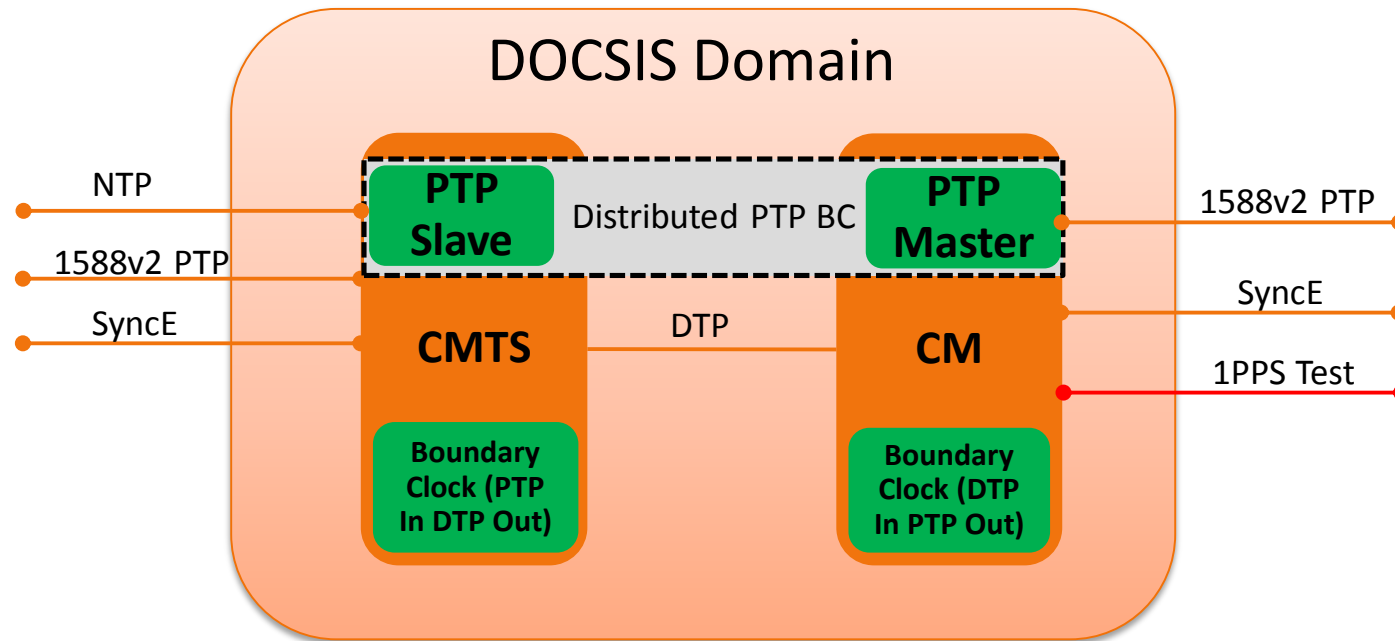 DOCSIS Domain
NTP
1588v2 PTP
SyncE
PTP
Slave
Distributed PTP BC
PTP
Master
CMTS
DTP
CM
Boundary
Clock (PTP
In DTP Out)
Boundary
Clock (DTP
In PTP Out)
1588v2 PTP
SyncE
1PPS Test